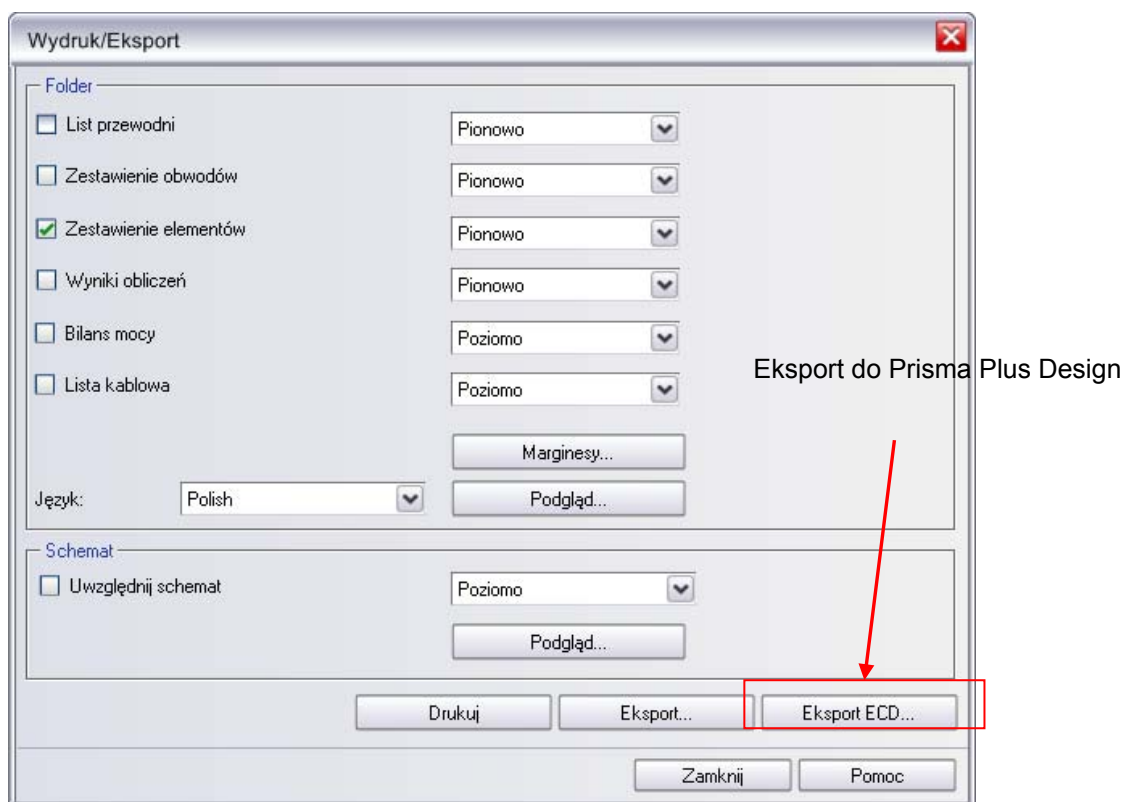 Wydruk/Eksport
Folder
List przewodni Pionowo
Zestawienie obwodów Pionowo
Zestawienie elementów Pionowo
Wyniki obliczeń Pionowo
Bilans mocy Poziomo
Eksport do Prisma Plus Design
Lista kablowa Poziomo
Marginesy...
Język: Polish Podgląd...
Schemat
Uwzględnij schemat Poziomo
Podgląd...
Drukuj Eksport... Eksport ECD...
Zamknij Pomoc